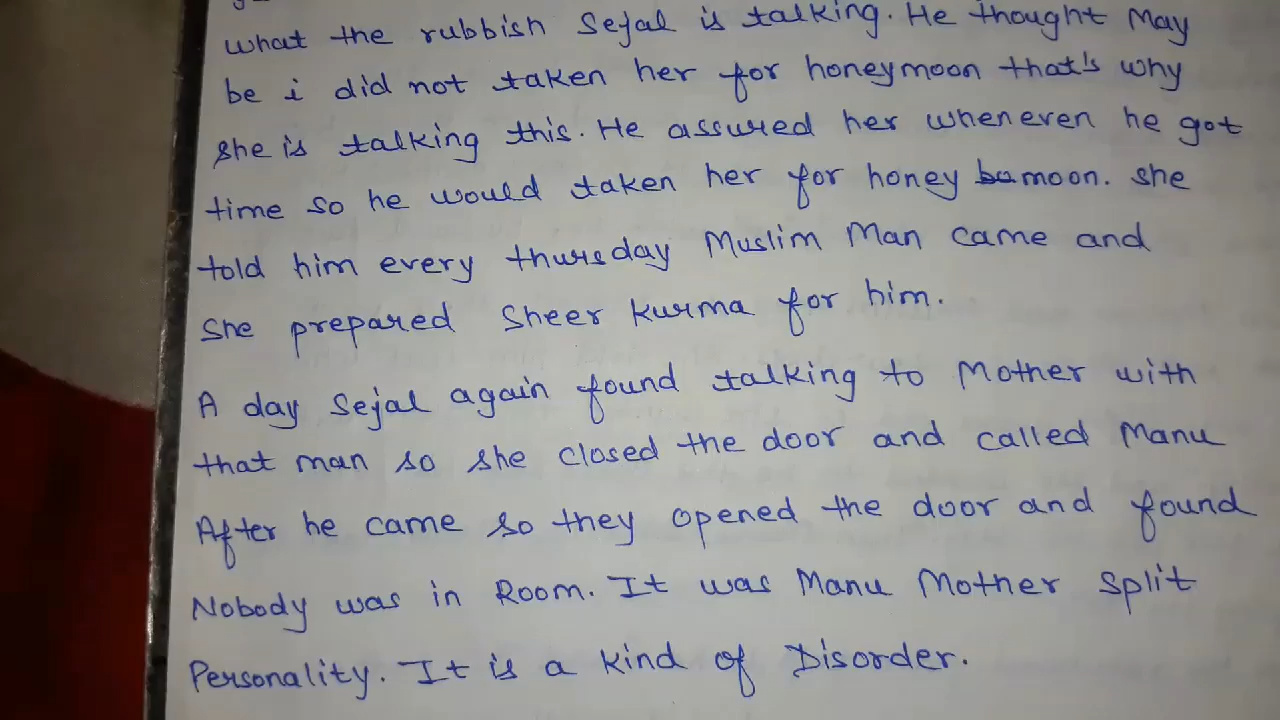 what the rubbish Sejal is talking. He thought May
be i did not taken her for honeymoon that's why
she is talking this. He assured her wheneven he got
time so he would taken her for honey bamoon. she
told him every thursday Muslim Man came and
She prepared Sheer Kurma for him.
A day Sejal again found talking to Mother with
that man so she closed the door and called Manu
After he came so they opened the door and found
Nobody was in Room. It was Manu Mother Split
Personality. It is a kind of Disorder.